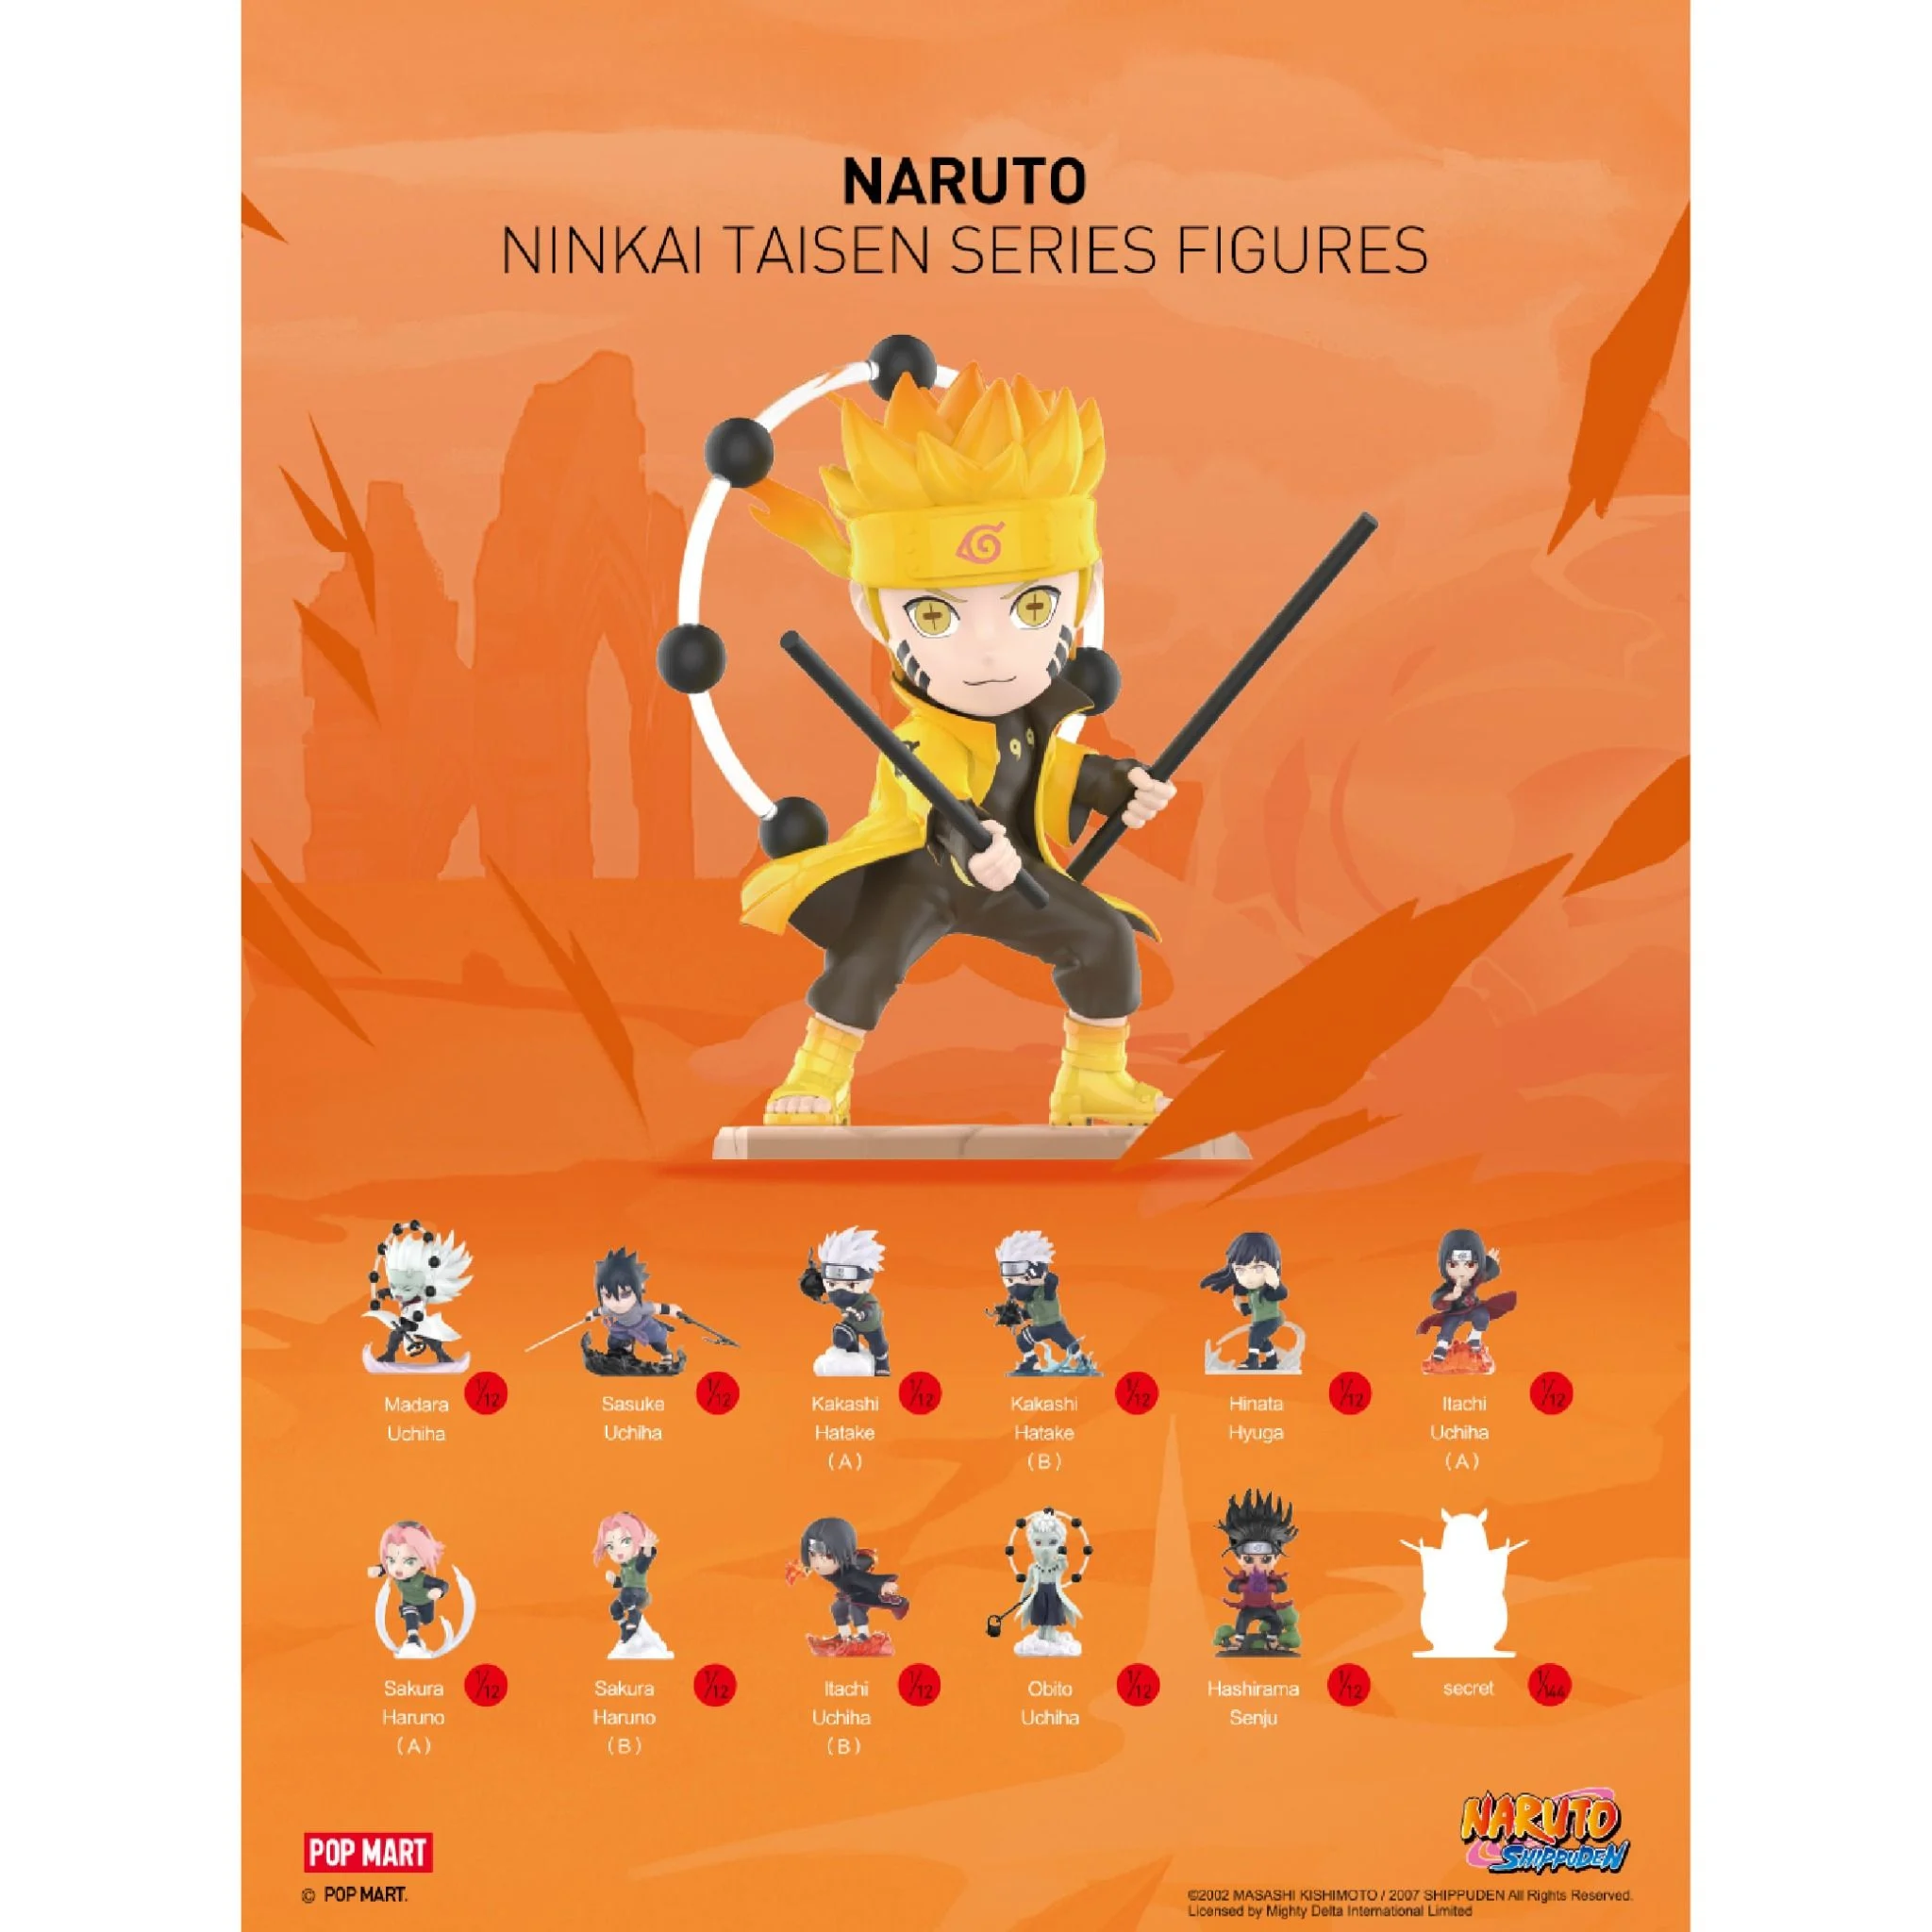 NARUTO
NINKAI TAISEN SERIES FIGURES
Madara
Uchiha
1/12
Sasuke
Uchiha
1/12
Kakashi
Hatake
(A)
1/12
Kakashi
Hatake
(B)
1/12
Hinata
Hyuga
1/12
Itachi
Uchiha
(A)
1/12
Sakura
Haruno
(A)
1/12
Sakura
Haruno
(B)
1/12
Itachi
Uchiha
(B)
1/12
Obito
Uchiha
1/12
Hashirama
Senju
1/12
secret
1/144
POP MART
© POP MART.
NARUTO
SHIPPUDEN
©2002 MASASHI KISHIMOTO / 2007 SHIPPUDEN All Rights Reserved.
Licensed by Mighty Delta International Limited